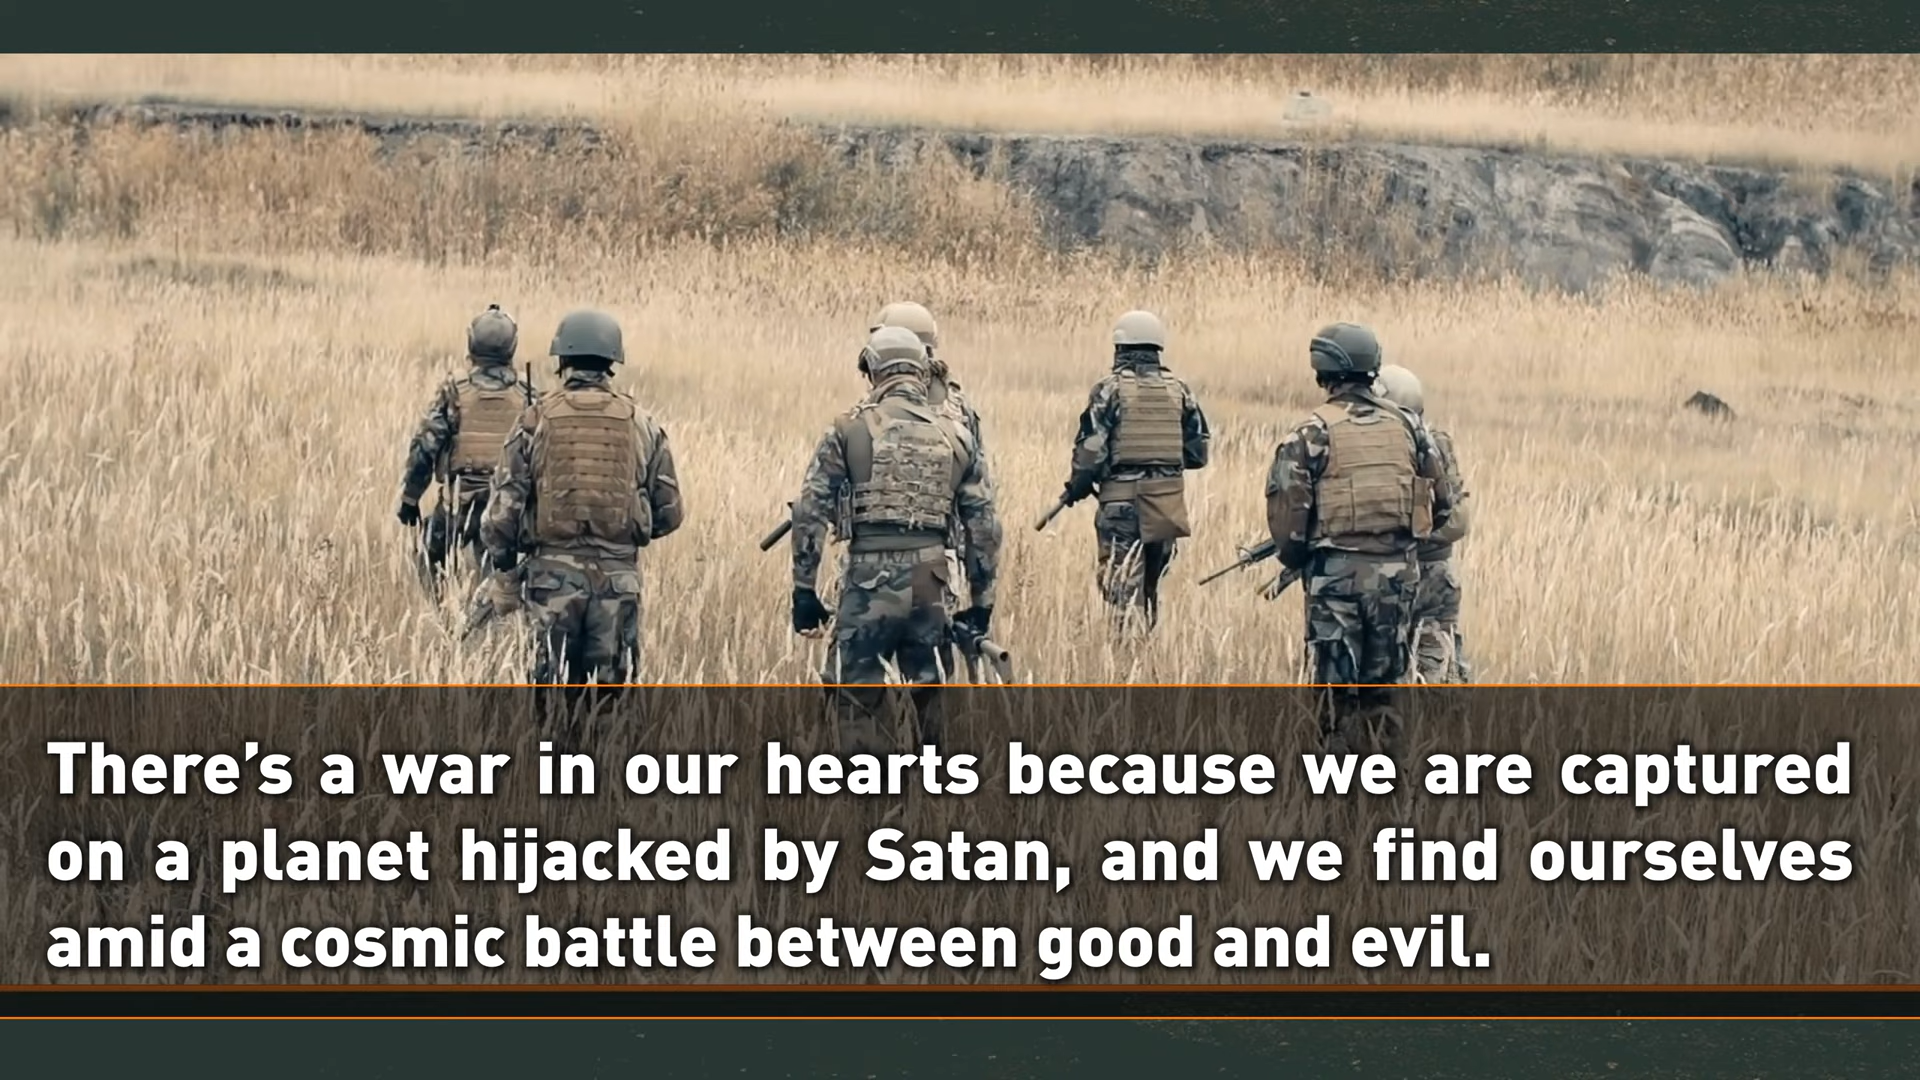 There’s a war in our hearts because we are captured
on a planet hijacked by Satan, and we find ourselves
amid a cosmic battle between good and evil.